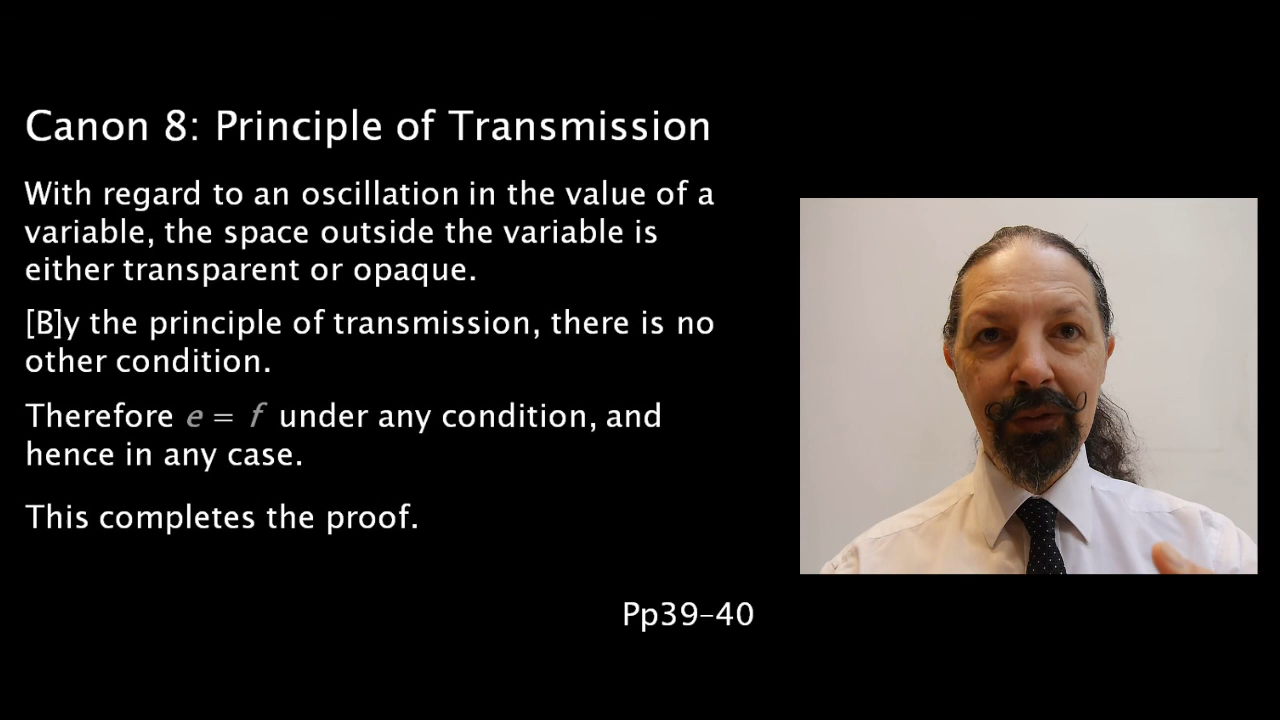 Canon 8: Principle of Transmission
With regard to an oscillation in the value of a
variable, the space outside the variable is
either transparent or opaque.
[B]y the principle of transmission, there is no
other condition.
Therefore e = f under any condition, and
hence in any case.
This completes the proof.
Pp39–40